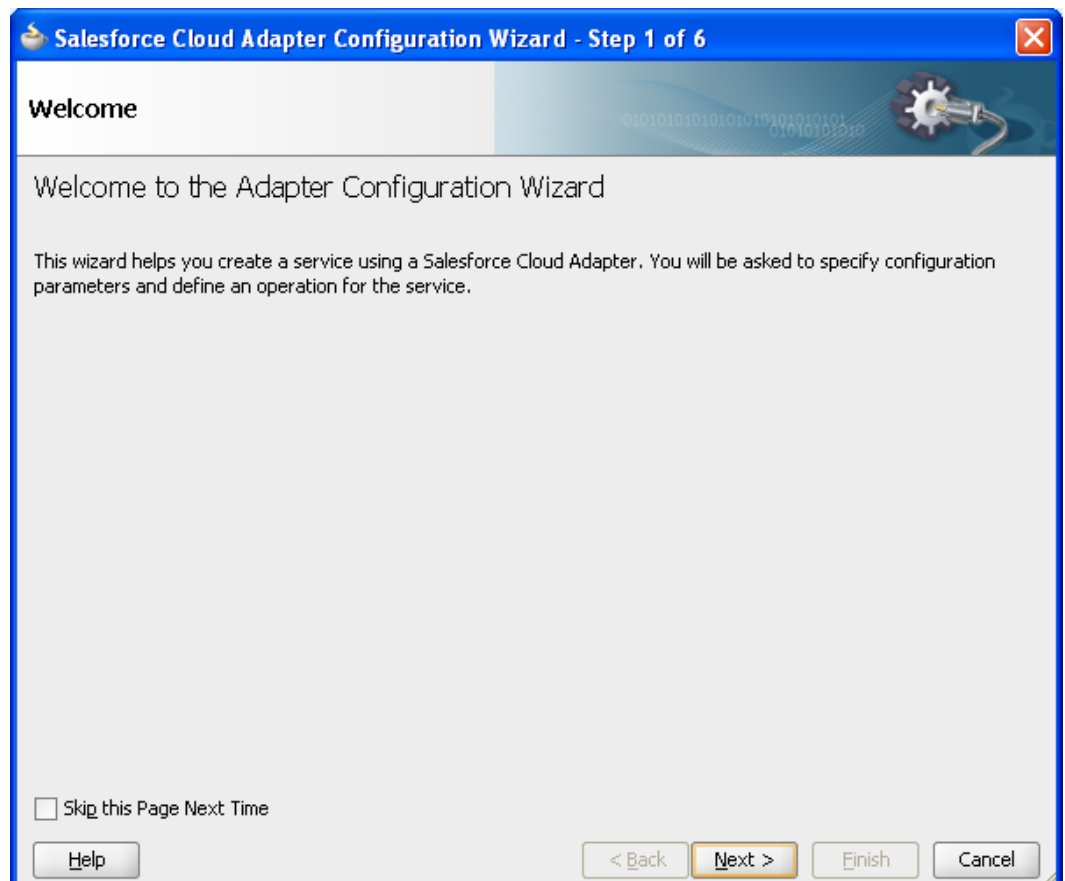 Salesforce Cloud Adapter Configuration Wizard - Step 1 of 6
Welcome
Welcome to the Adapter Configuration Wizard
This wizard helps you create a service using a Salesforce Cloud Adapter. You will be asked to specify configuration
parameters and define an operation for the service.
Skip this Page Next Time
Help < Back Next > Finish Cancel